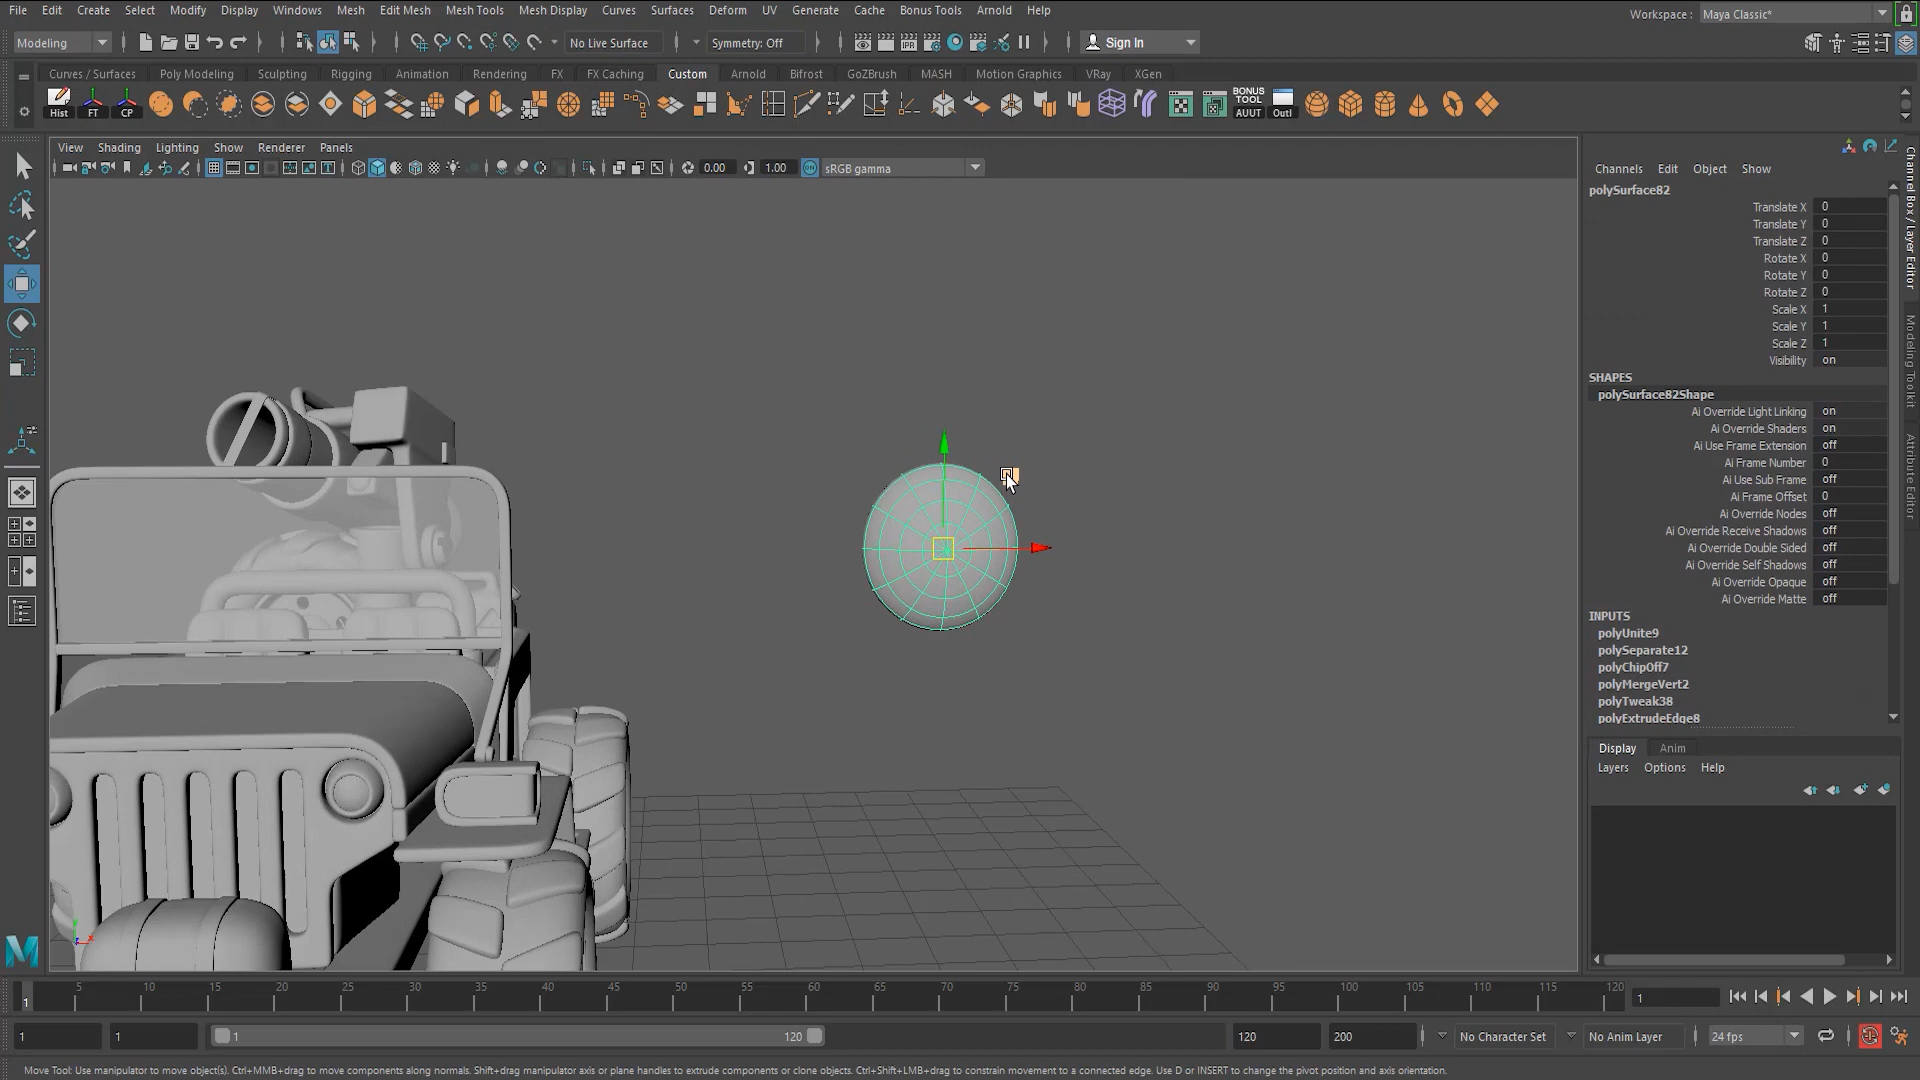 File Edit Create Select Modify Display Windows Mesh Edit Mesh Mesh Tools Mesh Display Curves Surfaces Deform UV Generate Cache Bonus Tools Arnold Help
Workspace : Maya Classic*
Modeling No Live Surface Symmetry: Off Sign In
Curves / Surfaces Poly Modeling Sculpting Rigging Animation Rendering FX FX Caching Custom Arnold Bifrost GoZBrush MASH Motion Graphics VRay XGen
Hist FT CP BONUS TOOL AUUT Outl
View Shading Lighting Show Renderer Panels
0.00 1.00 sRGB gamma
Channels Edit Object Show
polySurface82
Translate X 0
Translate Y 0
Translate Z 0
Rotate X 0
Rotate Y 0
Rotate Z 0
Scale X 1
Scale Y 1
Scale Z 1
Visibility on
SHAPES
polySurface82Shape
Ai Override Light Linking on
Ai Override Shaders on
Ai Use Frame Extension off
Ai Frame Number 0
Ai Use Sub Frame off
Ai Frame Offset 0
Ai Override Nodes off
Ai Override Receive Shadows off
Ai Override Double Sided off
Ai Override Self Shadows off
Ai Override Opaque off
Ai Override Matte off
INPUTS
polyUnite9
polySeparate12
polyChipOff7
polyMergeVert2
polyTweak38
polyExtrudeEdge8
Channel Box / Layer Editor
Modeling Toolkit
Attribute Editor
Display Anim
Layers Options Help
1 5 10 15 20 25 30 35 40 45 50 55 60 65 70 75 80 85 90 95 100 105 110 115 120 1
1 1 1 120 120 200 No Character Set No Anim Layer 24 fps
Move Tool: Use manipulator to move object(s). Ctrl+MMB+drag to move components along normals. Shift+drag manipulator axis or plane handles to extrude components or clone objects. Ctrl+Shift+LMB+drag to constrain movement to a connected edge. Use D or INSERT to change the pivot position and axis orientation.